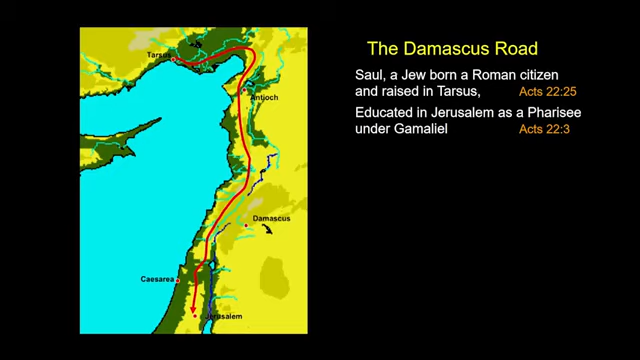 The Damascus Road
Saul, a Jew born a Roman citizen
and raised in Tarsus, Acts 22:25
Educated in Jerusalem as a Pharisee
under Gamaliel Acts 22:3
Tarsus
Antioch
Damascus
Caesarea
Jerusalem